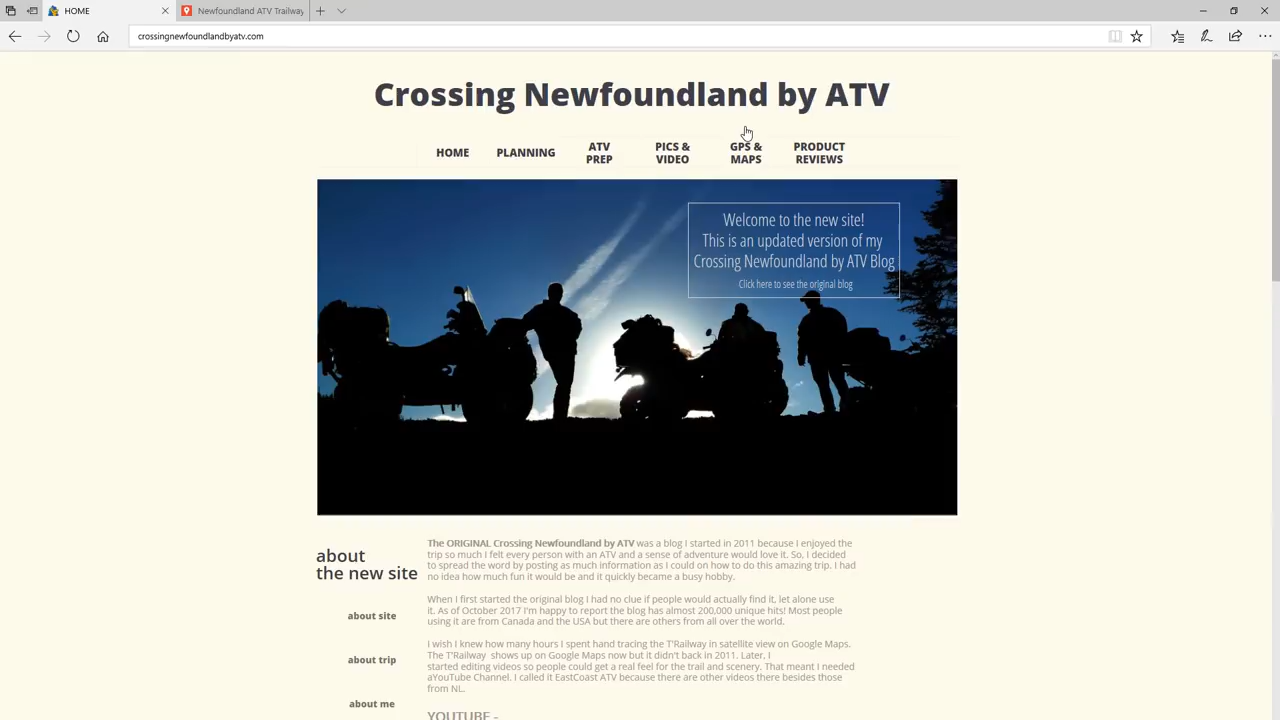 HOME
Newfoundland ATV Trailway
crossingnewfoundlandbyatv.com
Crossing Newfoundland by ATV
HOME
PLANNING
ATV
PREP
PICS &
VIDEO
GPS &
MAPS
PRODUCT
REVIEWS
Welcome to the new site!
This is an updated version of my
Crossing Newfoundland by ATV Blog
Click here to see the original blog
about
the new site
about site
about trip
about me
The ORIGINAL Crossing Newfoundland by ATV was a blog I started in 2011 because I enjoyed the
trip so much I felt every person with an ATV and a sense of adventure would love it. So, I decided
to spread the word by posting as much information as I could on how to do this amazing trip. I had
no idea how much fun it would be and it quickly became a busy hobby.
When I first started the original blog I had no clue if people would actually find it, let alone use
it. As of October 2017 I'm happy to report the blog has almost 200,000 unique hits! Most people
using it are from Canada and the USA but there are others from all over the world.
I wish I knew how many hours I spent hand tracing the T'Railway in satellite view on Google Maps.
The T'Railway shows up on Google Maps now but it didn't back in 2011. Later, I
started editing videos so people could get a real feel for the trail and scenery. That meant I needed
aYouTube Channel. I called it EastCoast ATV because there are other videos there besides those
from NL.
YOUTUBE -